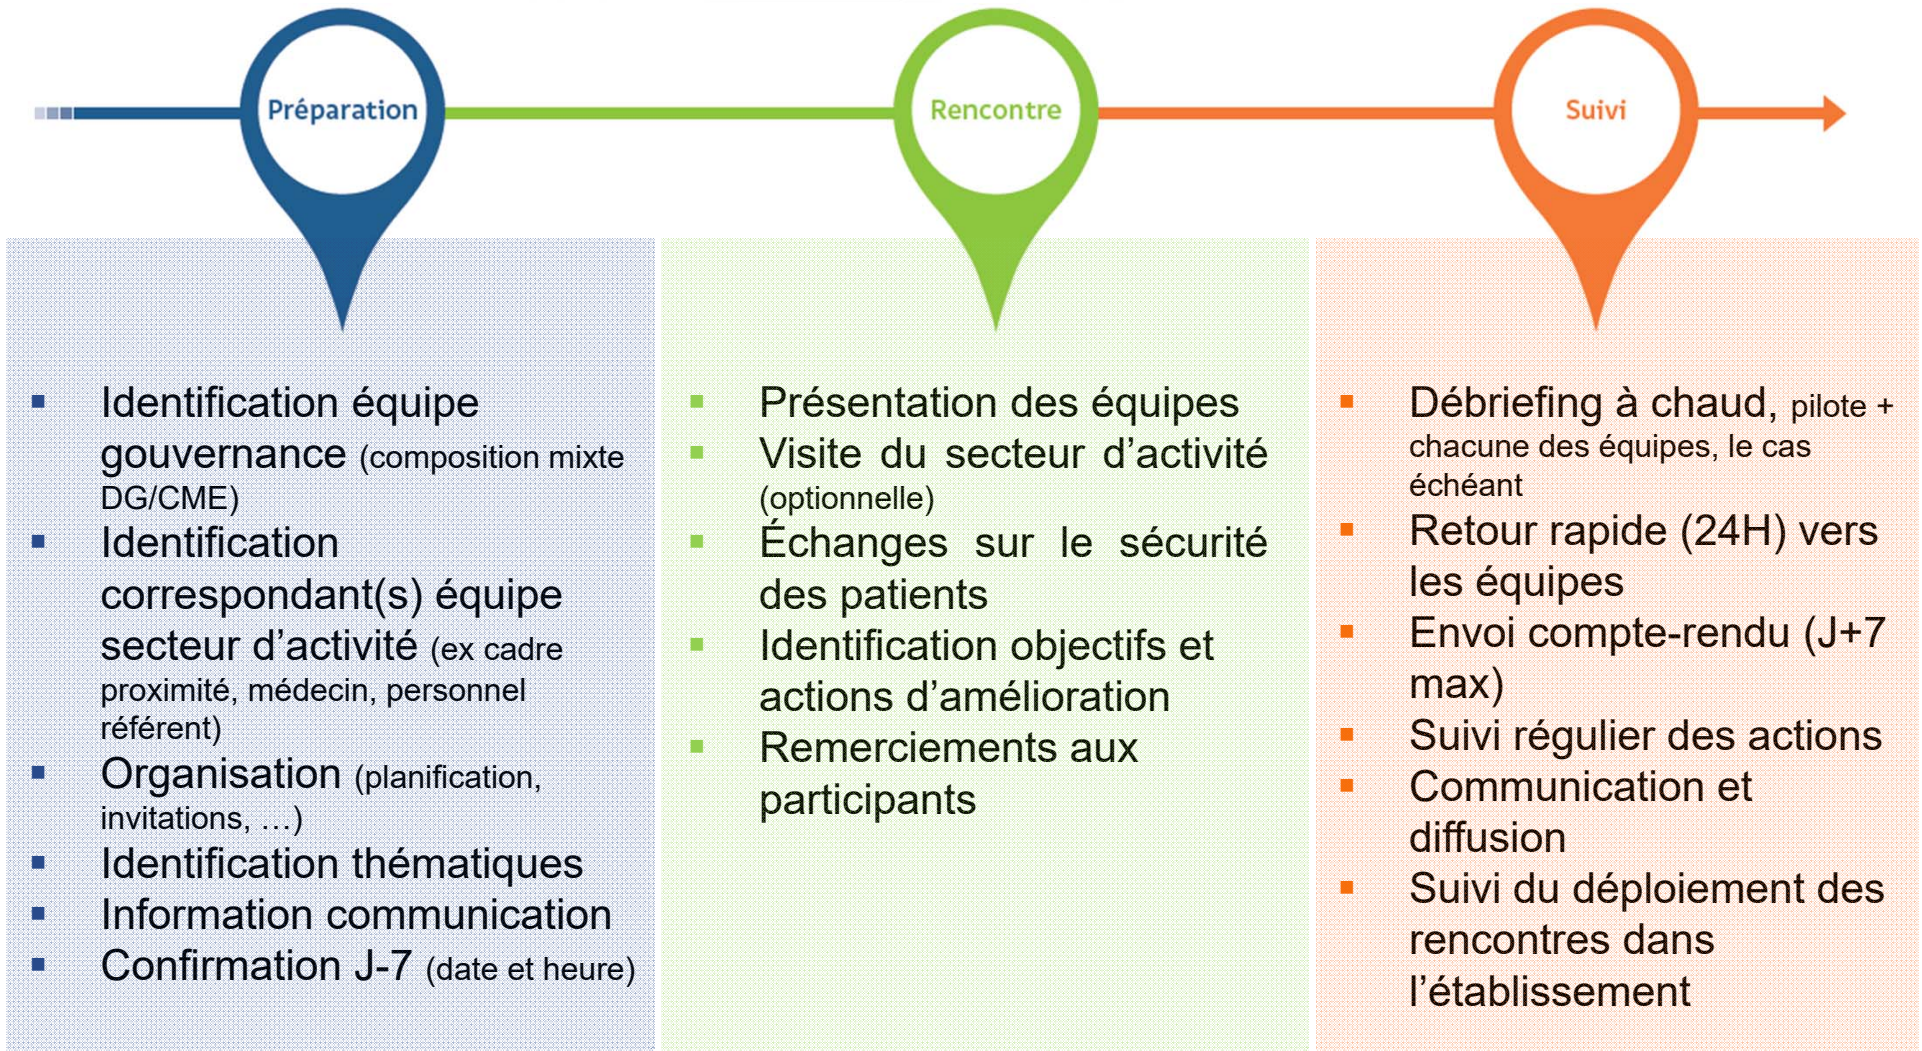 Préparation
Rencontre
Suivi
▪ Identification équipe
gouvernance (composition mixte
DG/CME)
▪ Identification
correspondant(s) équipe
secteur d’activité (ex cadre
proximité, médecin, personnel
référent)
▪ Organisation (planification,
invitations, …)
▪ Identification thématiques
▪ Information communication
▪ Confirmation J-7 (date et heure)
▪ Présentation des équipes
▪ Visite du secteur d’activité
(optionnelle)
▪ Échanges sur le sécurité
des patients
▪ Identification objectifs et
actions d’amélioration
▪ Remerciements aux
participants
▪ Débriefing à chaud, pilote +
chacune des équipes, le cas
échéant
▪ Retour rapide (24H) vers
les équipes
▪ Envoi compte-rendu (J+7
max)
▪ Suivi régulier des actions
▪ Communication et
diffusion
▪ Suivi du déploiement des
rencontres dans
l’établissement